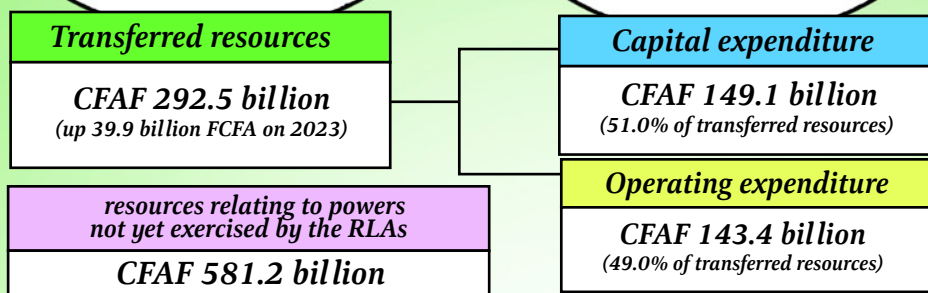 Transferred resources
CFAF 292.5 billion
(up 39.9 billion FCFA on 2023)
resources relating to powers
not yet exercised by the RLAs
CFAF 581.2 billion
Capital expenditure
CFAF 149.1 billion
(51.0% of transferred resources)
Operating expenditure
CFAF 143.4 billion
(49.0% of transferred resources)